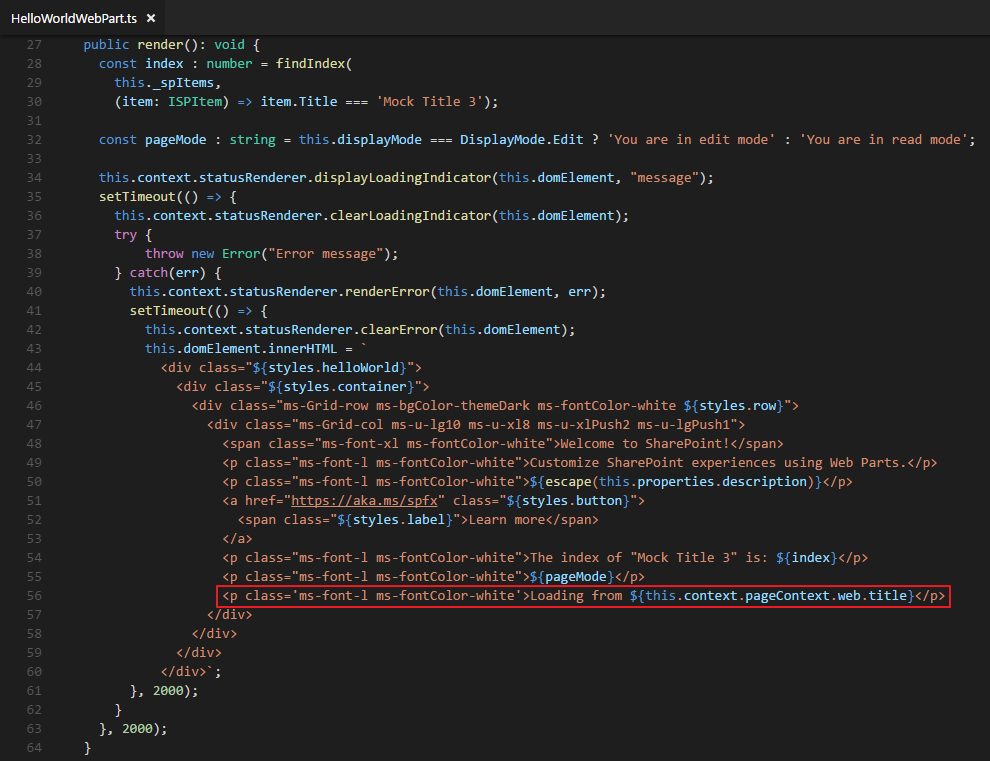 HelloWorldWebPart.ts ×
27 public render(): void {
28 const index : number = findIndex(
29 this._spItems,
30 (item: ISPItem) => item.Title === 'Mock Title 3');
31
32 const pageMode : string = this.displayMode === DisplayMode.Edit ? 'You are in edit mode' : 'You are in read mode';
33
34 this.context.statusRenderer.displayLoadingIndicator(this.domElement, "message");
35 setTimeout(() => {
36 this.context.statusRenderer.clearLoadingIndicator(this.domElement);
37 try {
38 throw new Error("Error message");
39 } catch(err) {
40 this.context.statusRenderer.renderError(this.domElement, err);
41 setTimeout(() => {
42 this.context.statusRenderer.clearError(this.domElement);
43 this.domElement.innerHTML = `
44 <div class="${styles.helloWorld}">
45 <div class="${styles.container}">
46 <div class="ms-Grid-row ms-bgColor-themeDark ms-fontColor-white ${styles.row}">
47 <div class="ms-Grid-col ms-u-lg10 ms-u-xl8 ms-u-xlPush2 ms-u-lgPush1">
48 <span class="ms-font-xl ms-fontColor-white">Welcome to SharePoint!</span>
49 <p class="ms-font-l ms-fontColor-white">Customize SharePoint experiences using Web Parts.</p>
50 <p class="ms-font-l ms-fontColor-white">${escape(this.properties.description)}</p>
51 <a href="https://aka.ms/spfx" class="${styles.button}">
52 <span class="${styles.label}">Learn more</span>
53 </a>
54 <p class="ms-font-l ms-fontColor-white">The index of "Mock Title 3" is: ${index}</p>
55 <p class="ms-font-l ms-fontColor-white">${pageMode}</p>
56 <p class='ms-font-l ms-fontColor-white'>Loading from ${this.context.pageContext.web.title}</p>
57 </div>
58 </div>
59 </div>
60 </div>`;
61 }, 2000);
62 }
63 }, 2000);
64 }